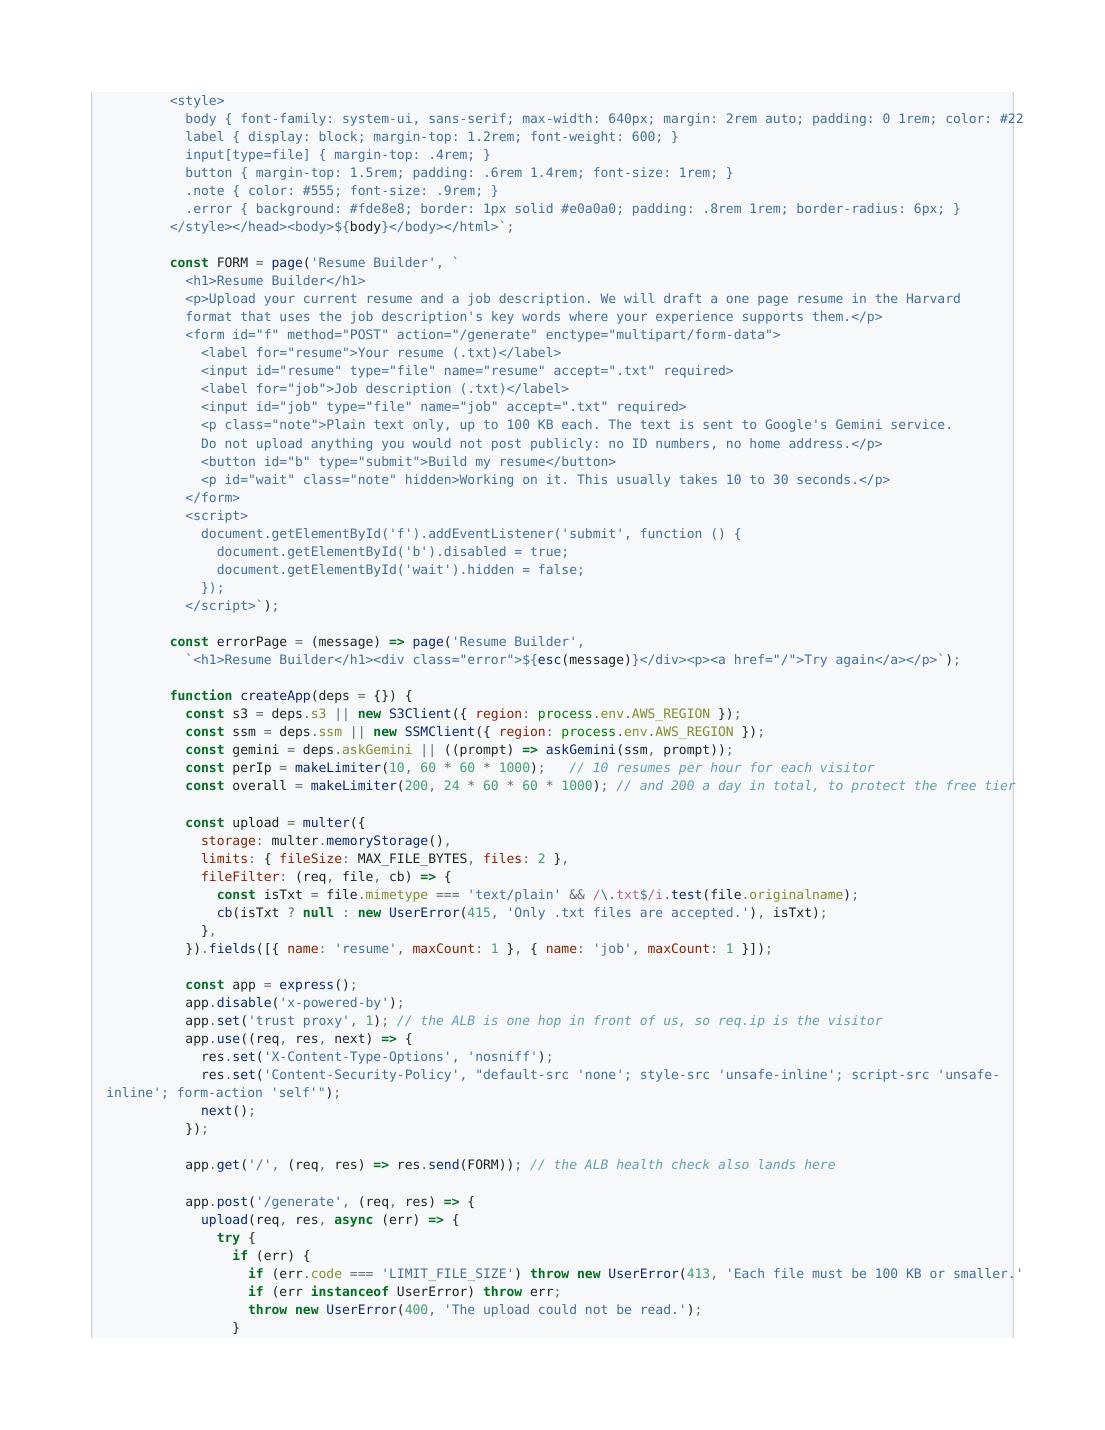 <style>
body { font-family: system-ui, sans-serif; max-width: 640px; margin: 2rem auto; padding: 0 1rem; color: #22
label { display: block; margin-top: 1.2rem; font-weight: 600; }
input[type=file] { margin-top: .4rem; }
button { margin-top: 1.5rem; padding: .6rem 1.4rem; font-size: 1rem; }
.note { color: #555; font-size: .9rem; }
.error { background: #fde8e8; border: 1px solid #e0a0a0; padding: .8rem 1rem; border-radius: 6px; }
</style></head><body>${body}</body></html>`;
const FORM = page('Resume Builder', `
<h1>Resume Builder</h1>
<p>Upload your current resume and a job description. We will draft a one page resume in the Harvard
format that uses the job description's key words where your experience supports them.</p>
<form id="f" method="POST" action="/generate" enctype="multipart/form-data">
<label for="resume">Your resume (.txt)</label>
<input id="resume" type="file" name="resume" accept=".txt" required>
<label for="job">Job description (.txt)</label>
<input id="job" type="file" name="job" accept=".txt" required>
<p class="note">Plain text only, up to 100 KB each. The text is sent to Google's Gemini service.
Do not upload anything you would not post publicly: no ID numbers, no home address.</p>
<button id="b" type="submit">Build my resume</button>
<p id="wait" class="note" hidden>Working on it. This usually takes 10 to 30 seconds.</p>
</form>
<script>
document.getElementById('f').addEventListener('submit', function () {
document.getElementById('b').disabled = true;
document.getElementById('wait').hidden = false;
});
</script>`);
const errorPage = (message) => page('Resume Builder',
`<h1>Resume Builder</h1><div class="error">${esc(message)}</div><p><a href="/">Try again</a></p>`);
function createApp(deps = {}) {
const s3 = deps.s3 || new S3Client({ region: process.env.AWS_REGION });
const ssm = deps.ssm || new SSMClient({ region: process.env.AWS_REGION });
const gemini = deps.askGemini || ((prompt) => askGemini(ssm, prompt));
const perIp = makeLimiter(10, 60 * 60 * 1000); // 10 resumes per hour for each visitor
const overall = makeLimiter(200, 24 * 60 * 60 * 1000); // and 200 a day in total, to protect the free tier
const upload = multer({
storage: multer.memoryStorage(),
limits: { fileSize: MAX_FILE_BYTES, files: 2 },
fileFilter: (req, file, cb) => {
const isTxt = file.mimetype === 'text/plain' && /\.txt$/i.test(file.originalname);
cb(isTxt ? null : new UserError(415, 'Only .txt files are accepted.'), isTxt);
},
}).fields([{ name: 'resume', maxCount: 1 }, { name: 'job', maxCount: 1 }]);
const app = express();
app.disable('x-powered-by');
app.set('trust proxy', 1); // the ALB is one hop in front of us, so req.ip is the visitor
app.use((req, res, next) => {
res.set('X-Content-Type-Options', 'nosniff');
res.set('Content-Security-Policy', "default-src 'none'; style-src 'unsafe-inline'; script-src 'unsafe-
inline'; form-action 'self'");
next();
});
app.get('/', (req, res) => res.send(FORM)); // the ALB health check also lands here
app.post('/generate', (req, res) => {
upload(req, res, async (err) => {
try {
if (err) {
if (err.code === 'LIMIT_FILE_SIZE') throw new UserError(413, 'Each file must be 100 KB or smaller.'
if (err instanceof UserError) throw err;
throw new UserError(400, 'The upload could not be read.');
}